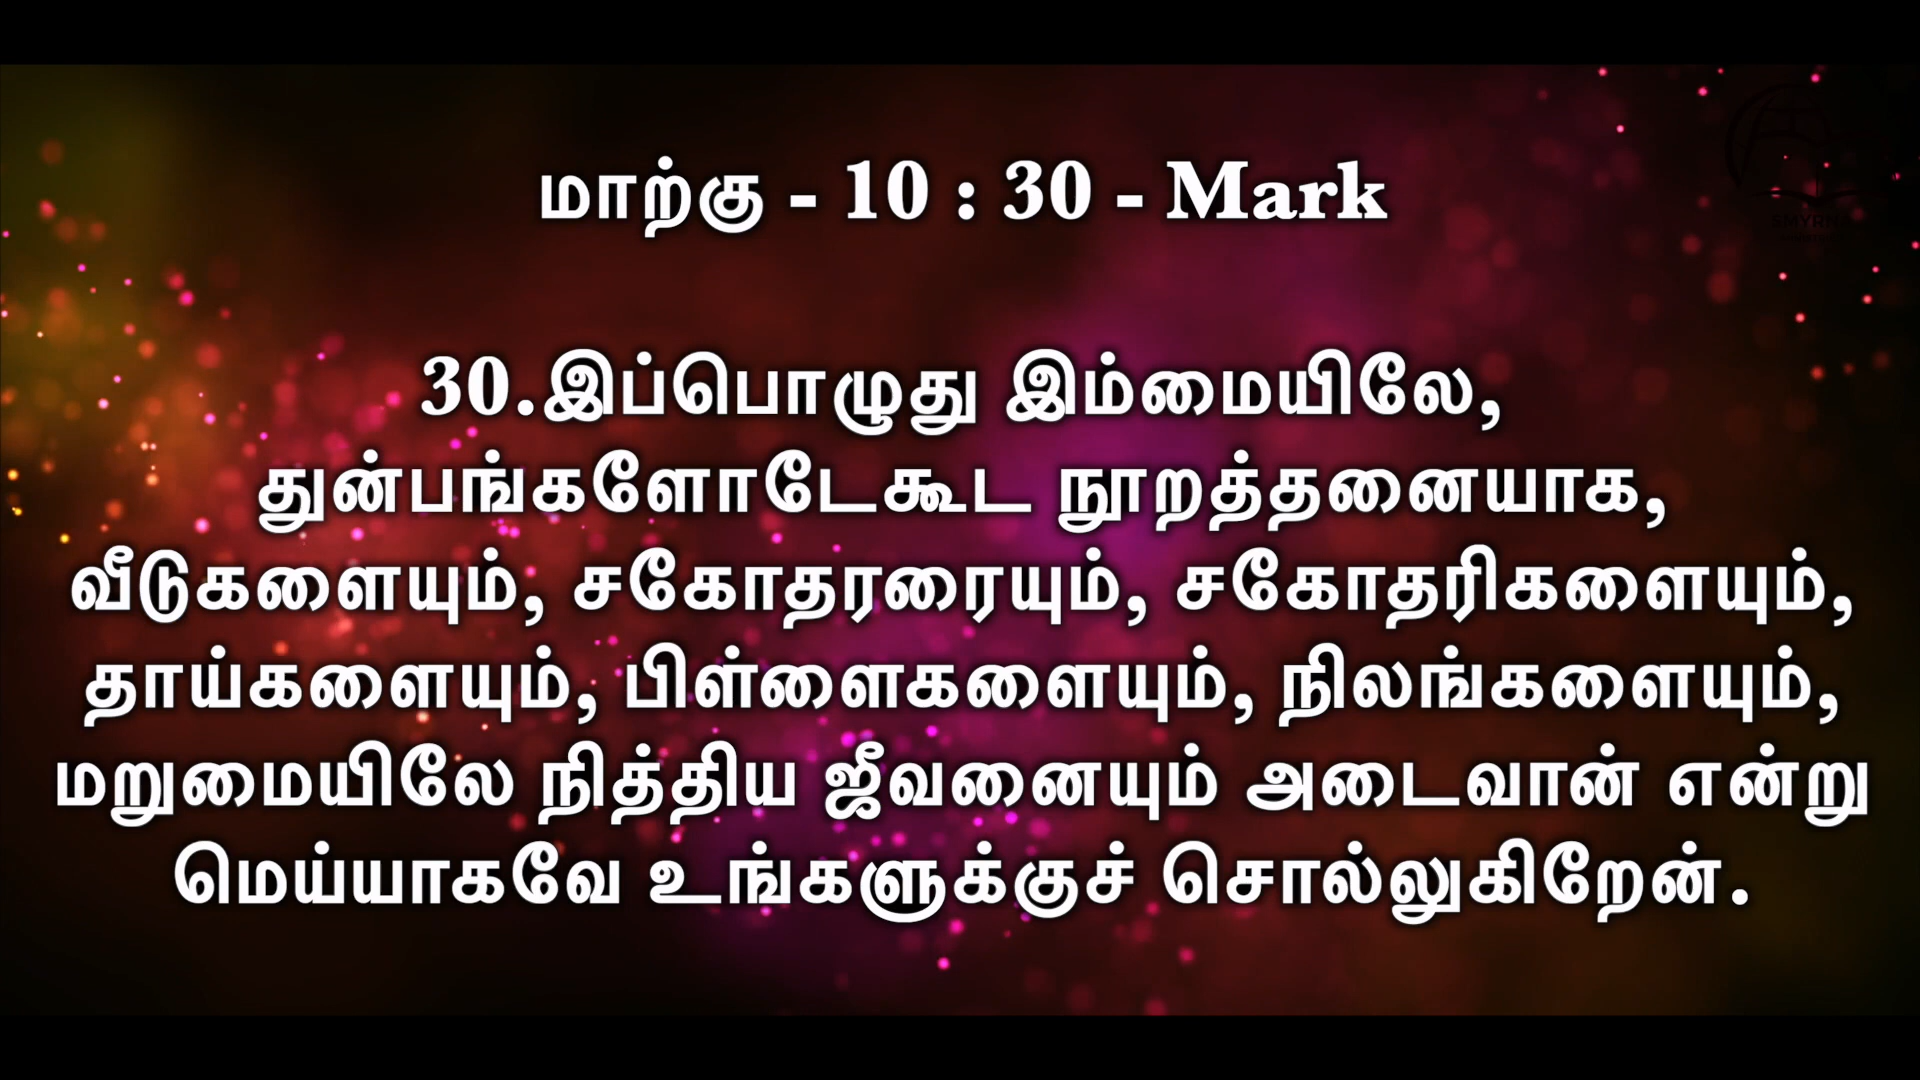 மாற்கு - 10 : 30 - Mark
30.இப்பொழுது இம்மையிலே,
துன்பங்களோடேகூட நூறத்தனையாக,
வீடுகளையும், சகோதரரையும், சகோதரிகளையும்,
தாய்களையும், பிள்ளைகளையும், நிலங்களையும்,
மறுமையிலே நித்திய ஜீவனையும் அடைவான் என்று
மெய்யாகவே உங்களுக்குச் சொல்லுகிறேன்.